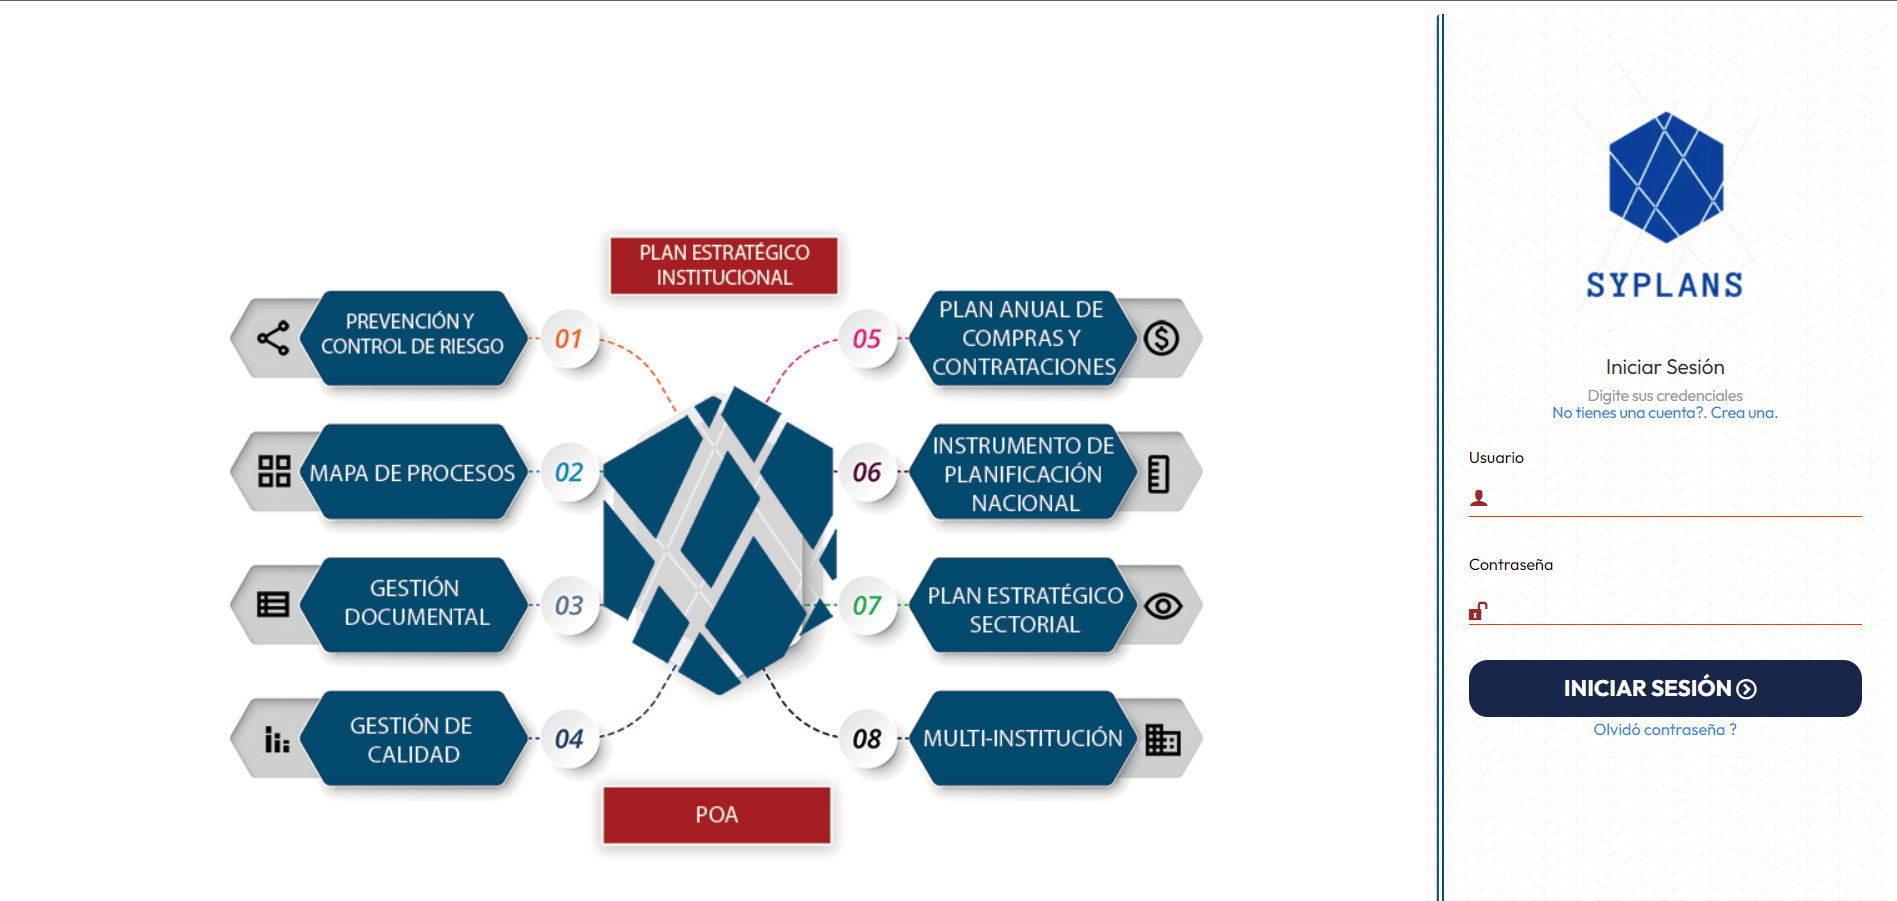 PLAN ESTRATÉGICO
INSTITUCIONAL
PREVENCIÓN Y
CONTROL DE RIESGO
01
MAPA DE PROCESOS
02
GESTIÓN
DOCUMENTAL
03
GESTIÓN DE
CALIDAD
04
05
PLAN ANUAL DE
COMPRAS Y
CONTRATACIONES
06
INSTRUMENTO DE
PLANIFICACIÓN
NACIONAL
07
PLAN ESTRATÉGICO
SECTORIAL
08
MULTI-INSTITUCIÓN
POA
SYPLANS
Iniciar Sesión
Digite sus credenciales
No tienes una cuenta?. Crea una.
Usuario
Contraseña
INICIAR SESIÓN
Olvidó contraseña ?